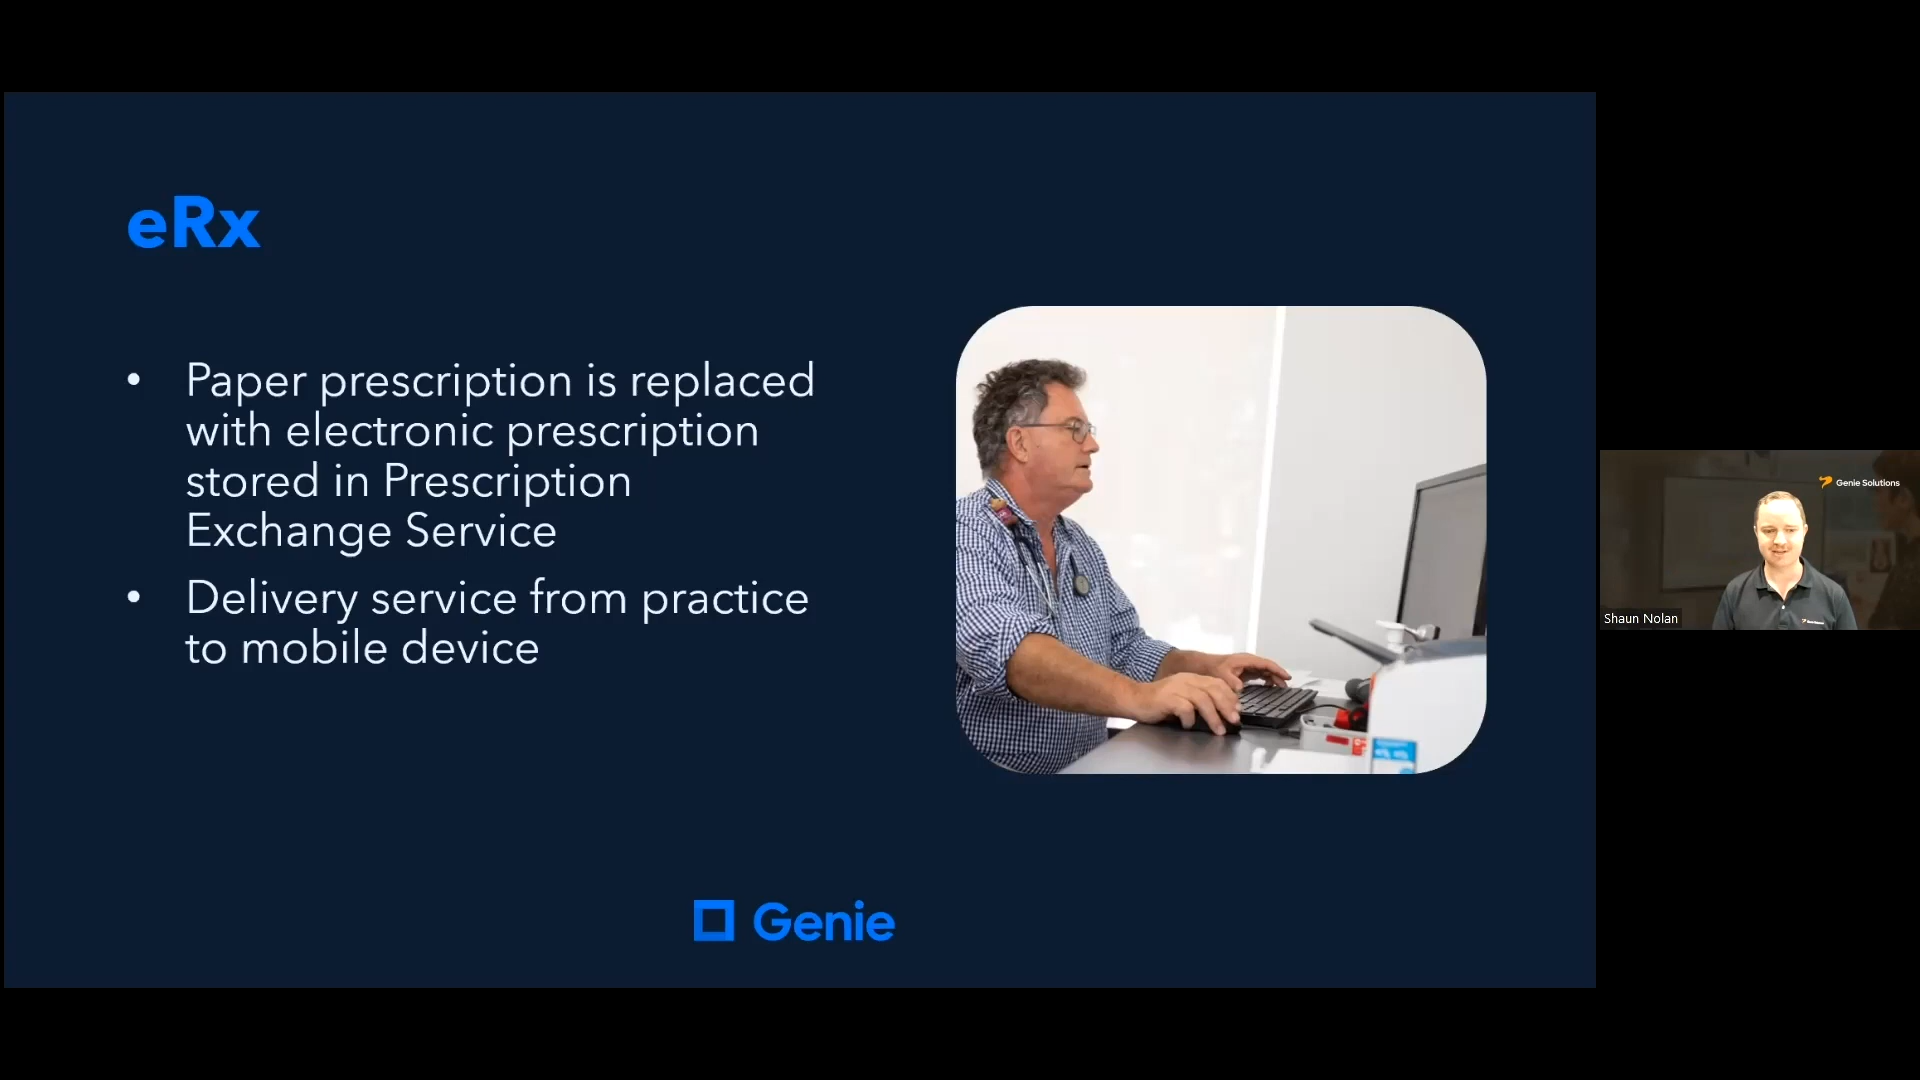 eRx
• Paper prescription is replaced
with electronic prescription
stored in Prescription
Exchange Service
• Delivery service from practice
to mobile device
Genie
Genie Solutions
Shaun Nolan